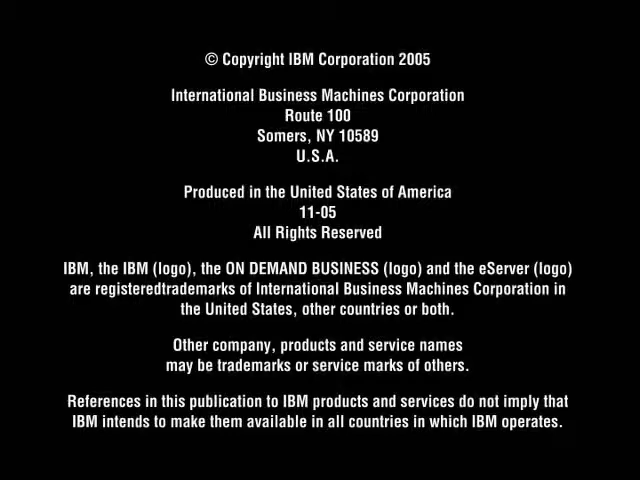 © Copyright IBM Corporation 2005
International Business Machines Corporation
Route 100
Somers, NY 10589
U.S.A.
Produced in the United States of America
11-05
All Rights Reserved
IBM, the IBM (logo), the ON DEMAND BUSINESS (logo) and the eServer (logo)
are registeredtrademarks of International Business Machines Corporation in
the United States, other countries or both.
Other company, products and service names
may be trademarks or service marks of others.
References in this publication to IBM products and services do not imply that
IBM intends to make them available in all countries in which IBM operates.